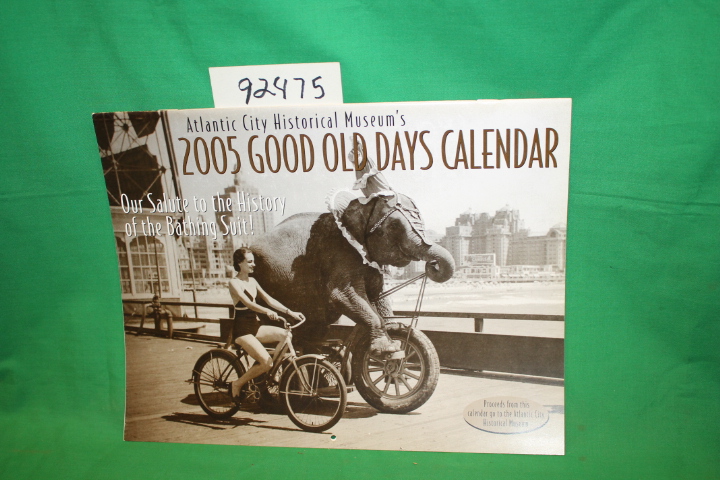 92475
Atlantic City Historical Museum's
2005 GOOD OLD DAYS CALENDAR
Our Salute to the History
of the Bathing Suit!
Proceeds from this
calendar go to the Atlantic City
Historical Museum